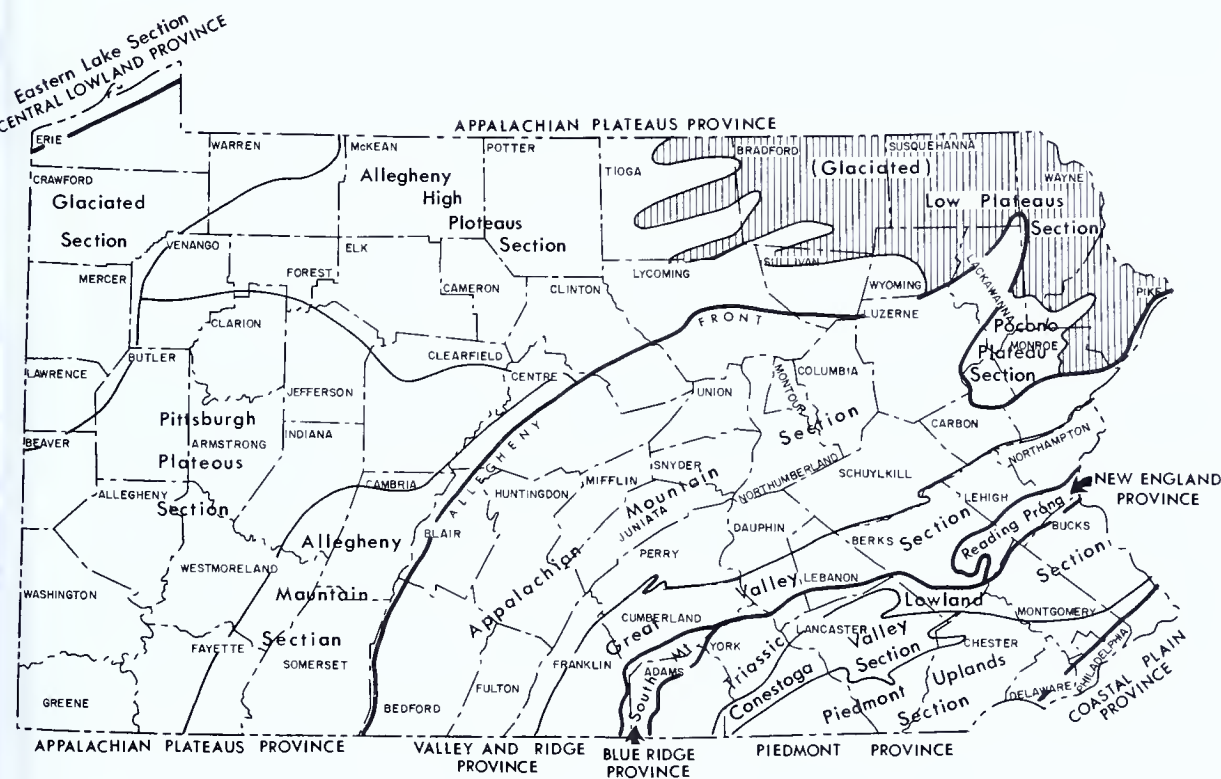 Eastern Lake Section
CENTRAL LOWLAND PROVINCE
APPALACHIAN PLATEAUS PROVINCE
ERIE
WARREN
McKEAN
POTTER
TIOGA
BRADFORD
SUSQUEHANNA
WAYNE
CRAWFORD
Glaciated
Section
Allegheny
High
Ploteaus
Section
(Glaciated)
Low Plateaus
Section
VENANGO
ELK
FOREST
MERCER
CAMERON
CLINTON
LYCOMING
SULLIVAN
WYOMING
LACKAWANNA
PIKE
CLARION
LUZERNE
Pocono
MONROE
Plateau
Section
ALLEGHENY FRONT
BUTLER
CLEARFIELD
CENTRE
LAWRENCE
JEFFERSON
UNION
MONTOUR
COLUMBIA
CARBON
Pittsburgh
Plateous
Section
BEAVER
ARMSTRONG
INDIANA
NORTHAMPTON
SNYDER
MIFFLIN
NORTHUMBERLAND
SCHUYLKILL
ALLEGHENY
CAMBRIA
HUNTINGDON
JUNIATA
LEHIGH
NEW ENGLAND
PROVINCE
Reading Prong
BUCKS
Appalachian Mountain Section
BLAIR
DAUPHIN
BERKS
PERRY
Allegheny
Mauntain
Sectian
WESTMORELAND
WASHINGTON
LEBANON
Great Valley Section
CUMBERLAND
Triassic Lowland Section
MONTGOMERY
FAYETTE
SOMERSET
FRANKLIN
ADAMS
YORK
LANCASTER
CHESTER
PHILADELPHIA
South Mt
Conestoga Valley
Section
Piedmont Uplands
Section
DELAWARE
COASTAL PLAIN
PROVINCE
GREENE
BEDFORD
FULTON
APPALACHIAN PLATEAUS PROVINCE
VALLEY AND RIDGE
PROVINCE
BLUE RIDGE
PROVINCE
PIEDMONT PROVINCE